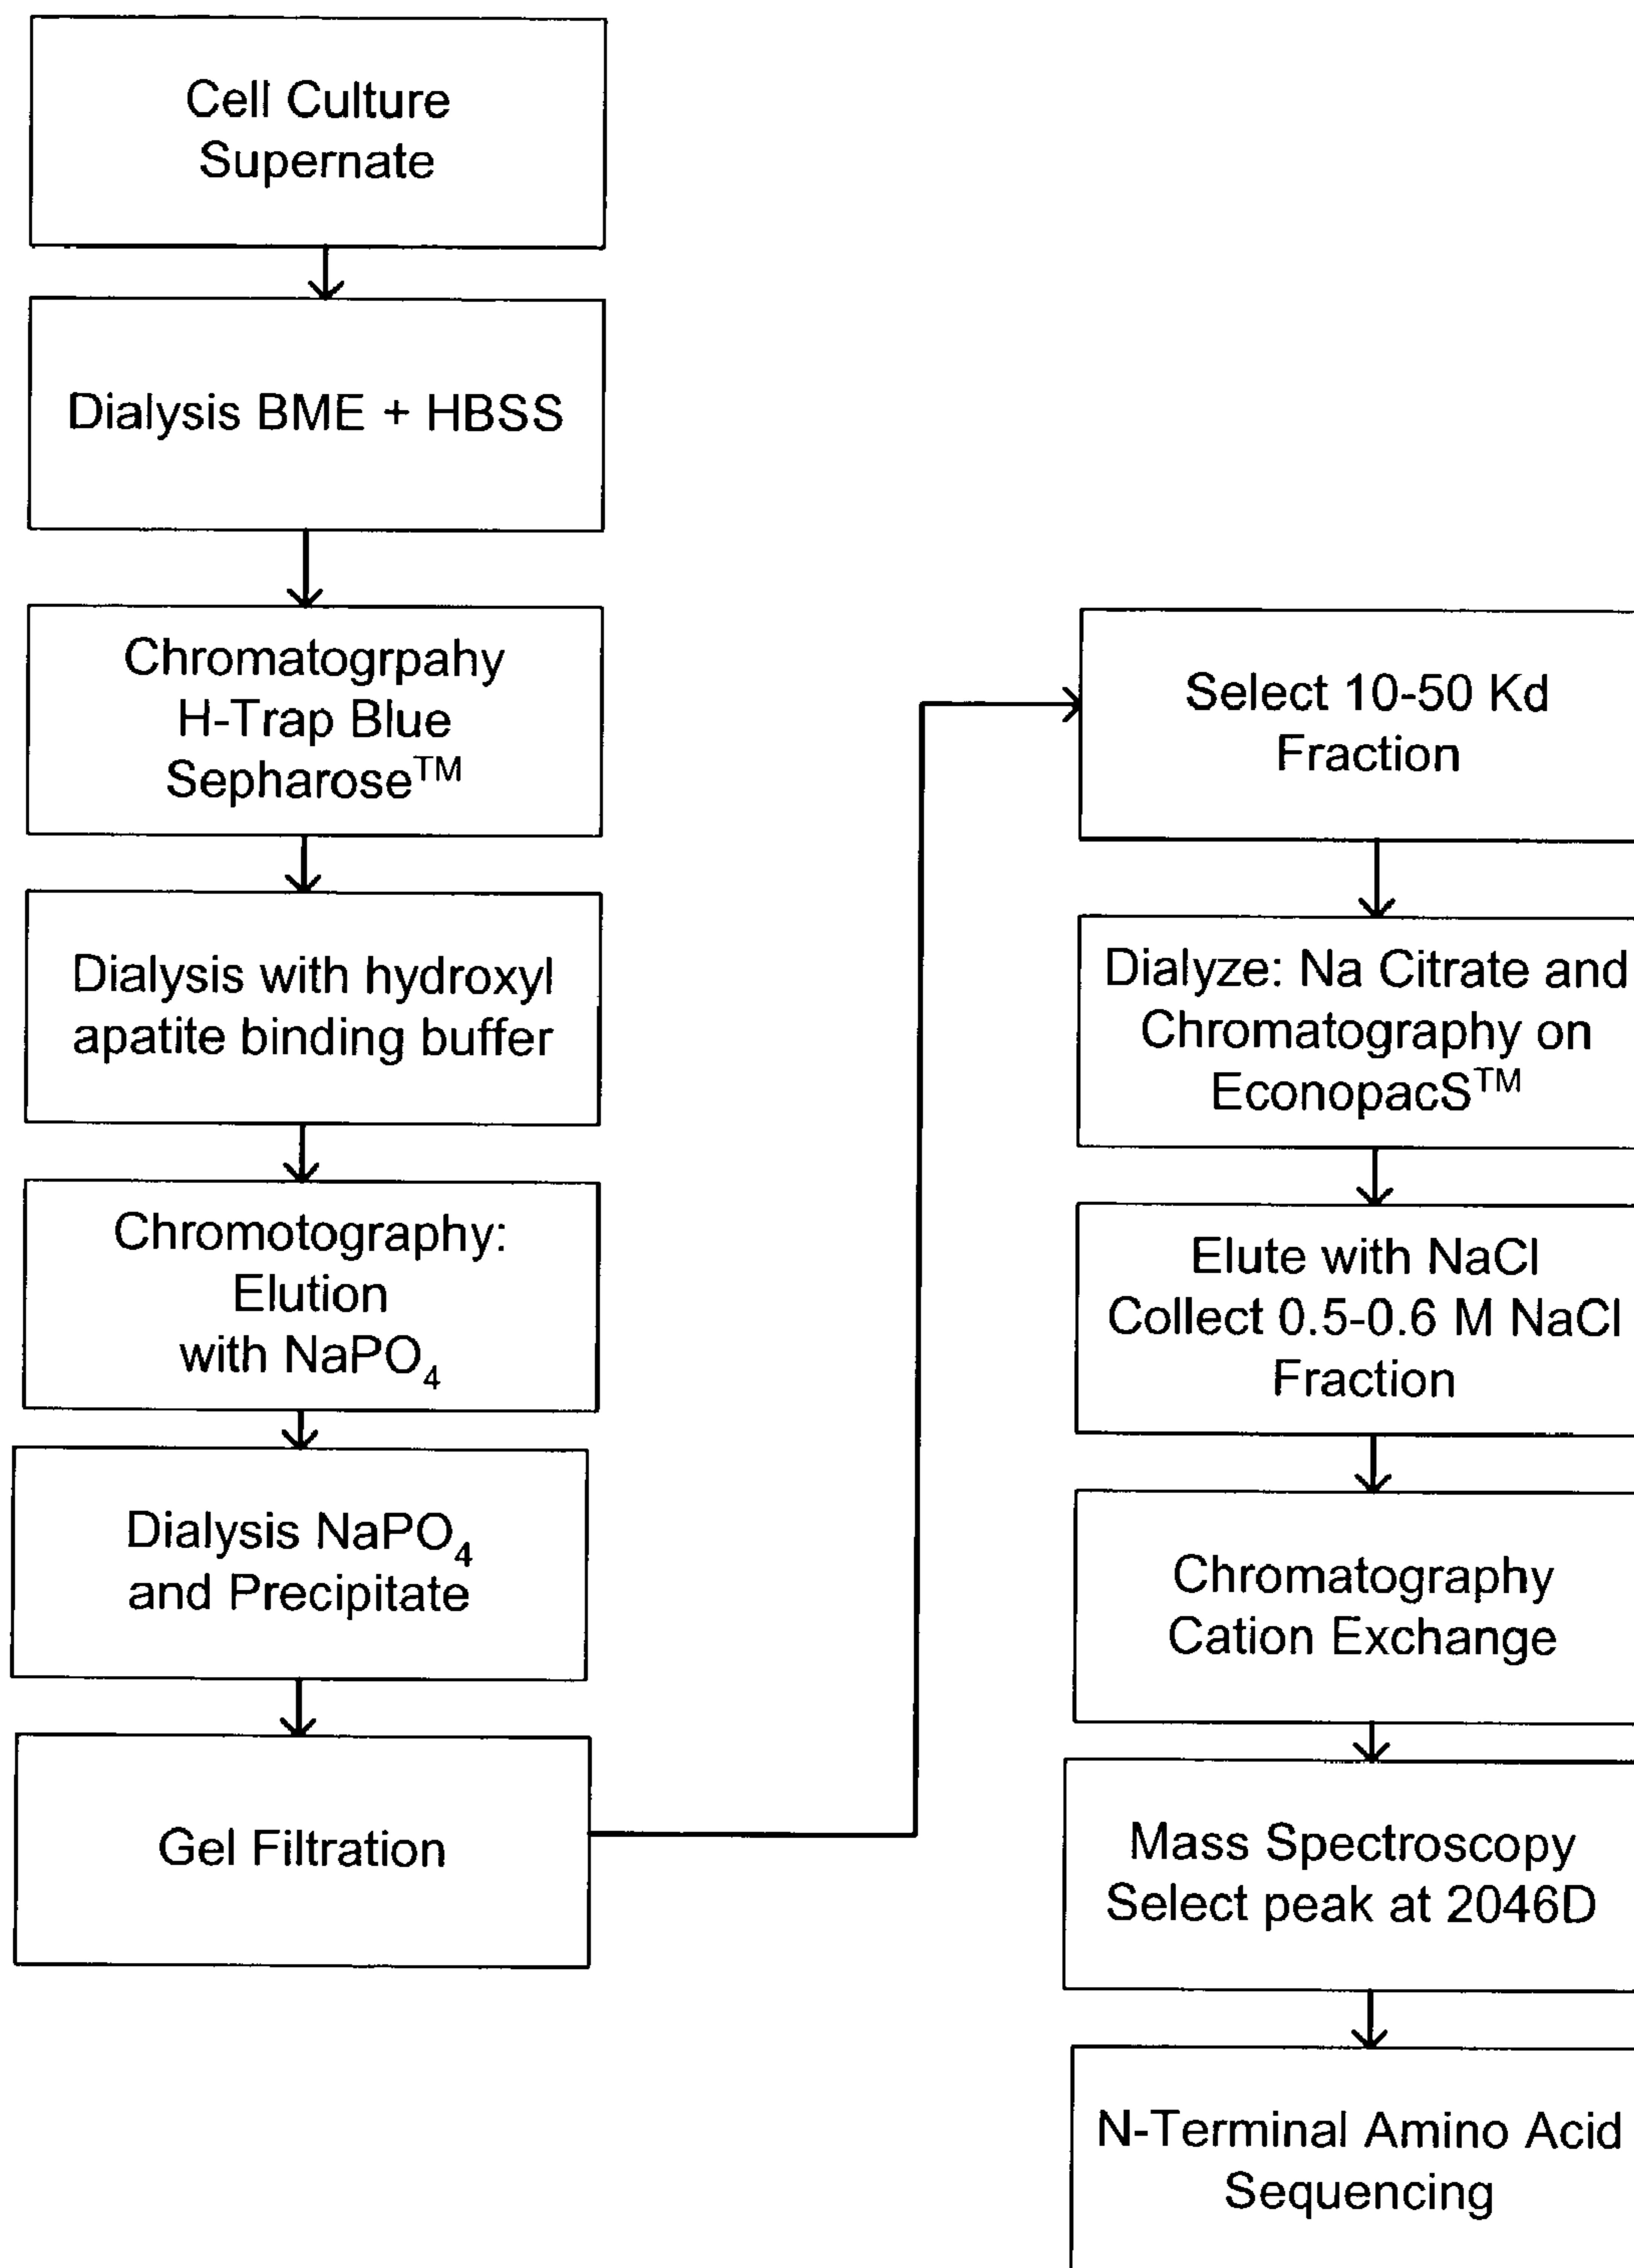 Cell Culture
Supernate
Dialysis BME + HBSS
Chromatogrpahy
H-Trap Blue
Sepharose™
Dialysis with hydroxyl
apatite binding buffer
Chromotography:
Elution
with NaPO₄
Dialysis NaPO₄
and Precipitate
Gel Filtration
Select 10-50 Kd
Fraction
Dialyze: Na Citrate and
Chromatography on
EconopacS™
Elute with NaCl
Collect 0.5-0.6 M NaCl
Fraction
Chromatography
Cation Exchange
Mass Spectroscopy
Select peak at 2046D
N-Terminal Amino Acid
Sequencing